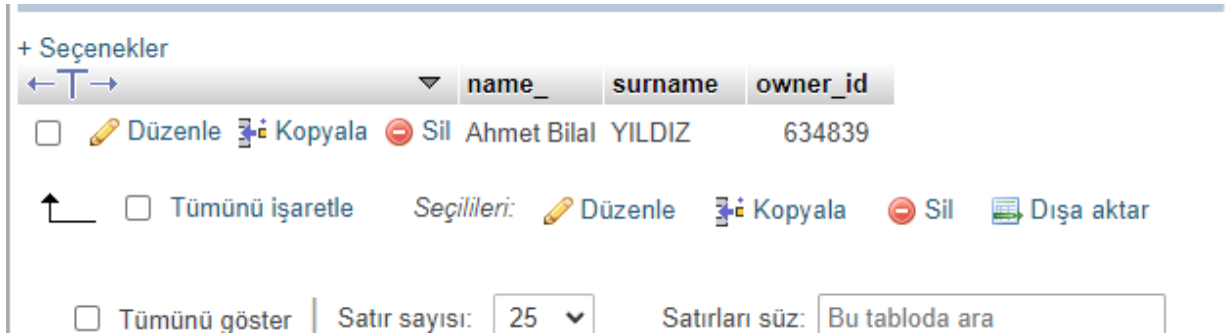 + Seçenekler
←T→ ▼ name_ surname owner_id
Düzenle Kopyala Sil Ahmet Bilal YILDIZ 634839
Tümünü işaretle Seçilileri: Düzenle Kopyala Sil Dışa aktar
Tümünü göster Satır sayısı: 25 Satırları süz: Bu tabloda ara